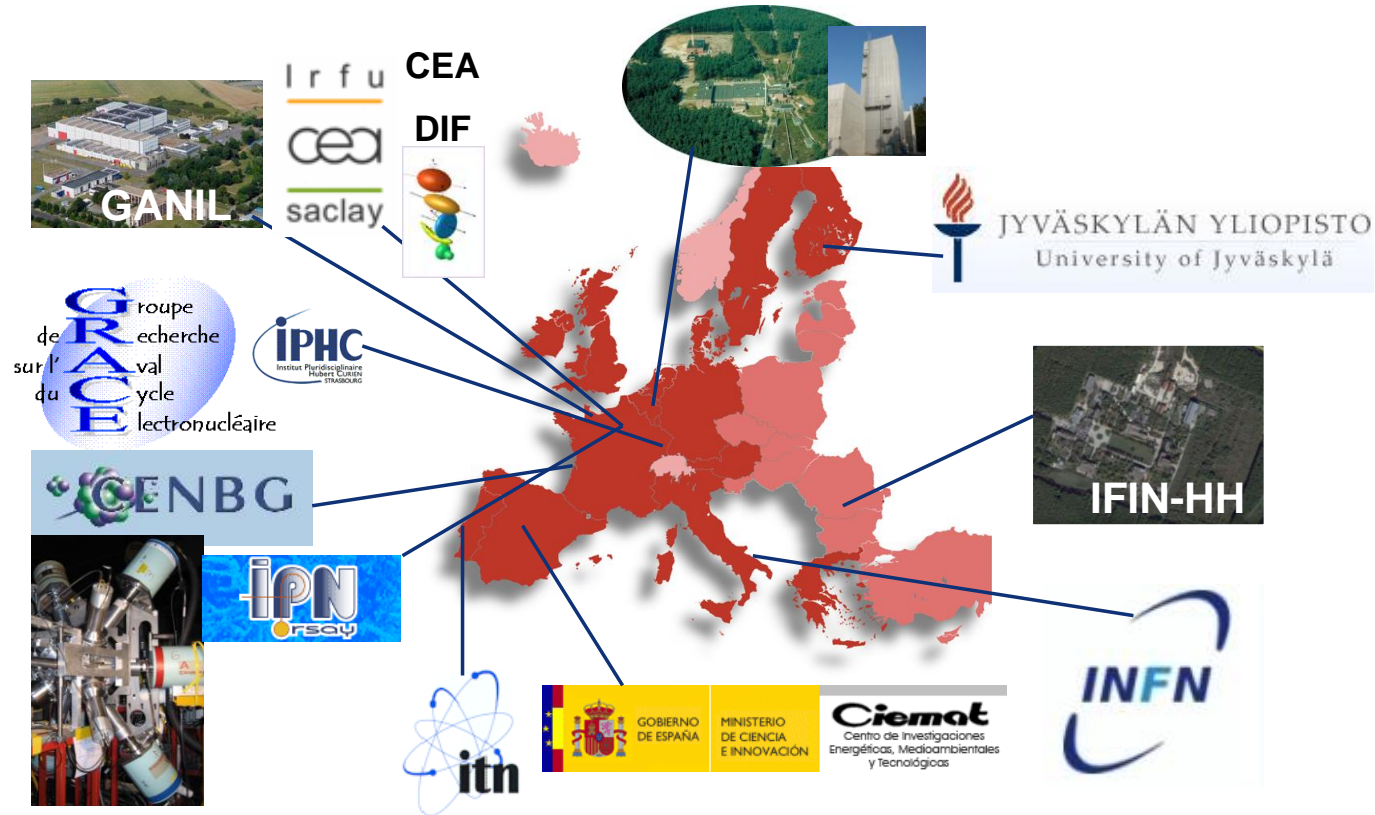 Irfu
cea
saclay
CEA
DIF
GANIL
JYVÄSKYLÄN YLIOPISTO
University of Jyväskylä
Groupe
de Recherche
sur l' Aval
du Cycle
Electronucléaire
iPHC
Institut Pluridisciplinaire
Hubert CURIEN
STRASBOURG
CENBG
IFIN-HH
iPN
Orsay
INFN
itn
GOBIERNO
DE ESPAÑA
MINISTERIO
DE CIENCIA
E INNOVACIÓN
Ciemat
Centro de Investigaciones
Energéticas, Medioambientales
y Tecnológicas